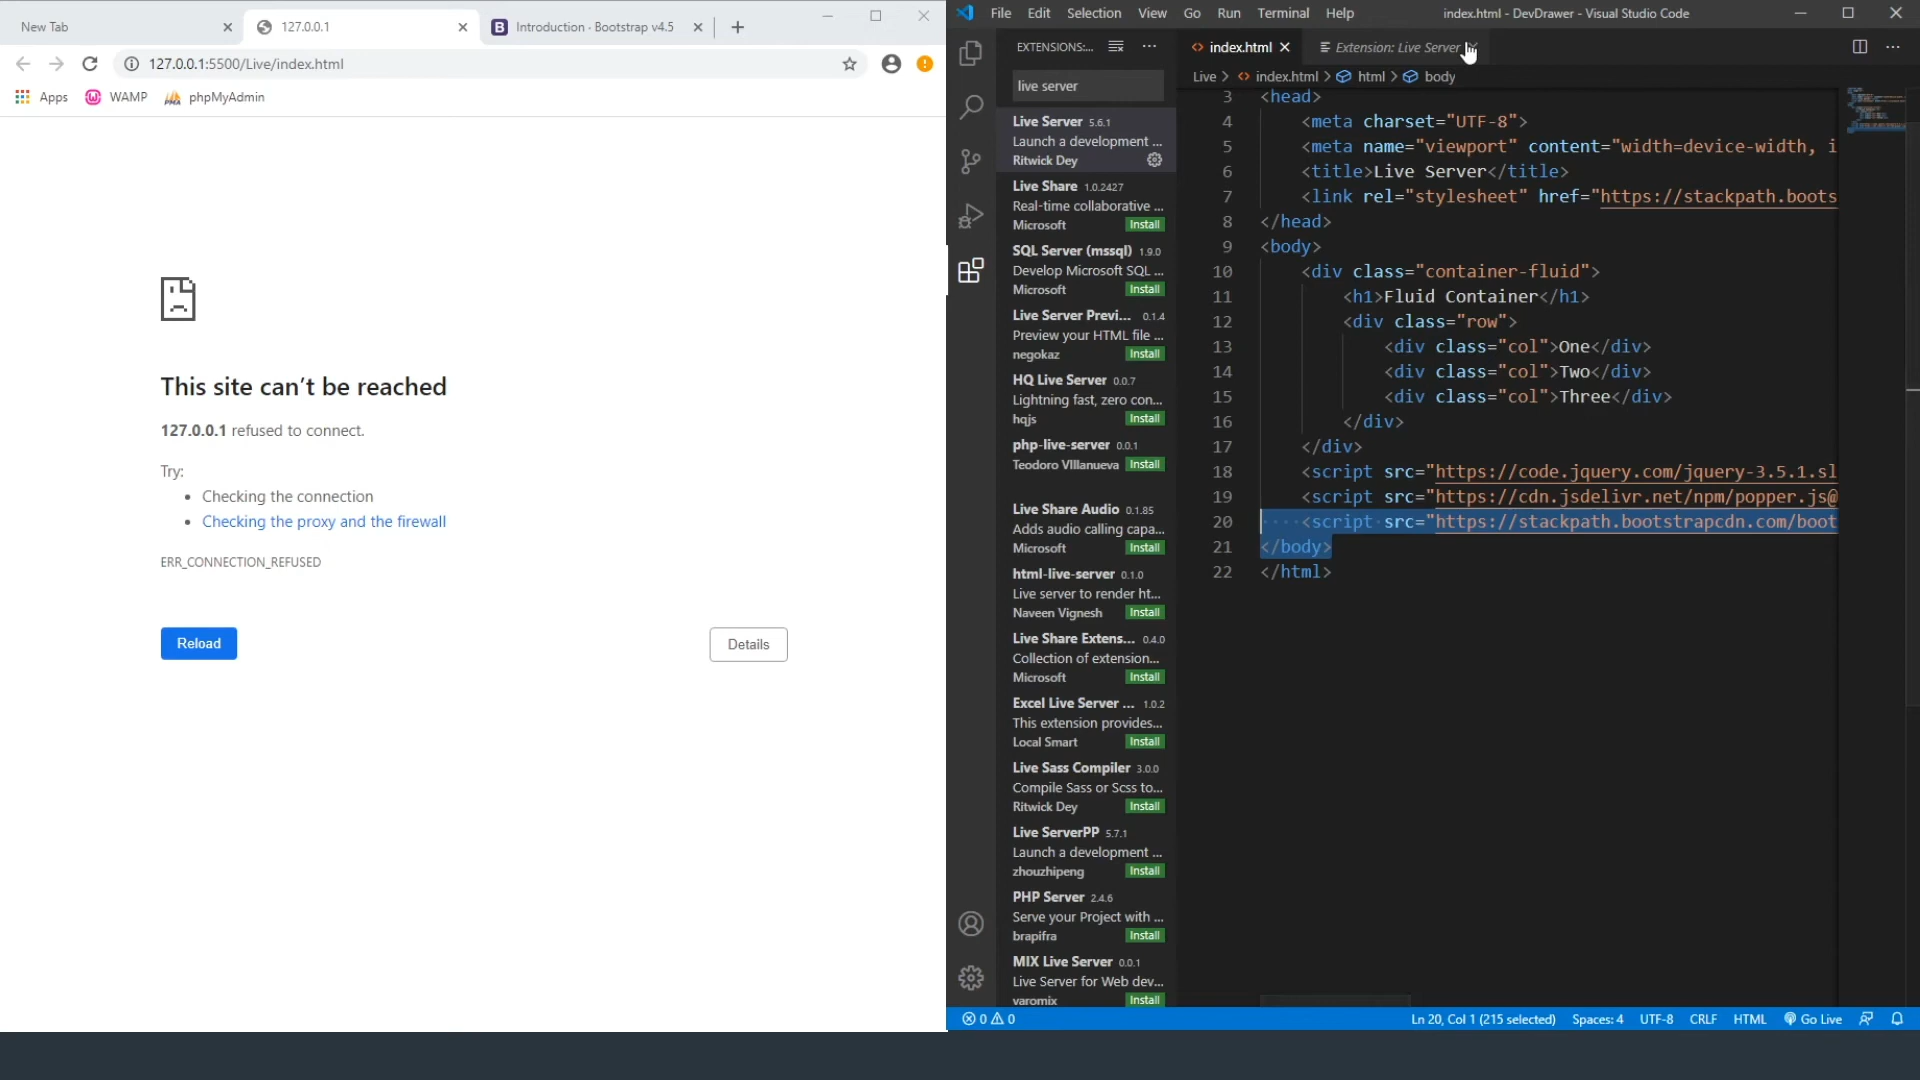 New Tab
127.0.0.1
Introduction · Bootstrap v4.5
127.0.0.1:5500/Live/index.html
Apps
WAMP
phpMyAdmin
This site can't be reached
127.0.0.1 refused to connect.
Try:
• Checking the connection
• Checking the proxy and the firewall
ERR_CONNECTION_REFUSED
Reload
Details
File Edit Selection View Go Run Terminal Help
index.html - DevDrawer - Visual Studio Code
EXTENSIONS:...
live server
Live Server 5.6.1
Launch a development ...
Ritwick Dey
Live Share 1.0.2427
Real-time collaborative ...
Microsoft Install
SQL Server (mssql) 1.9.0
Develop Microsoft SQL ...
Microsoft Install
Live Server Previ... 0.1.4
Preview your HTML file ...
negokaz Install
HQ Live Server 0.0.7
Lightning fast, zero con...
hqjs Install
php-live-server 0.0.1
Teodoro VIllanueva Install
Live Share Audio 0.1.85
Adds audio calling capa...
Microsoft Install
html-live-server 0.1.0
Live server to render ht...
Naveen Vignesh Install
Live Share Extens... 0.4.0
Collection of extension...
Microsoft Install
Excel Live Server ... 1.0.2
This extension provides...
Local Smart Install
Live Sass Compiler 3.0.0
Compile Sass or Scss to...
Ritwick Dey Install
Live ServerPP 5.7.1
Launch a development ...
zhouzhipeng Install
PHP Server 2.4.6
Serve your Project with ...
brapifra Install
MIX Live Server 0.0.1
Live Server for Web dev...
yaromix Install
index.html
Extension: Live Server
Live > index.html > html > body
3 <head>
4 <meta charset="UTF-8">
5 <meta name="viewport" content="width=device-width, i
6 <title>Live Server</title>
7 <link rel="stylesheet" href="https://stackpath.boots
8 </head>
9 <body>
10 <div class="container-fluid">
11 <h1>Fluid Container</h1>
12 <div class="row">
13 <div class="col">One</div>
14 <div class="col">Two</div>
15 <div class="col">Three</div>
16 </div>
17 </div>
18 <script src="https://code.jquery.com/jquery-3.5.1.sl
19 <script src="https://cdn.jsdelivr.net/npm/popper.js@
20 <script src="https://stackpath.bootstrapcdn.com/boot
21 </body>
22 </html>
0 0
Ln 20, Col 1 (215 selected) Spaces: 4 UTF-8 CRLF HTML Go Live